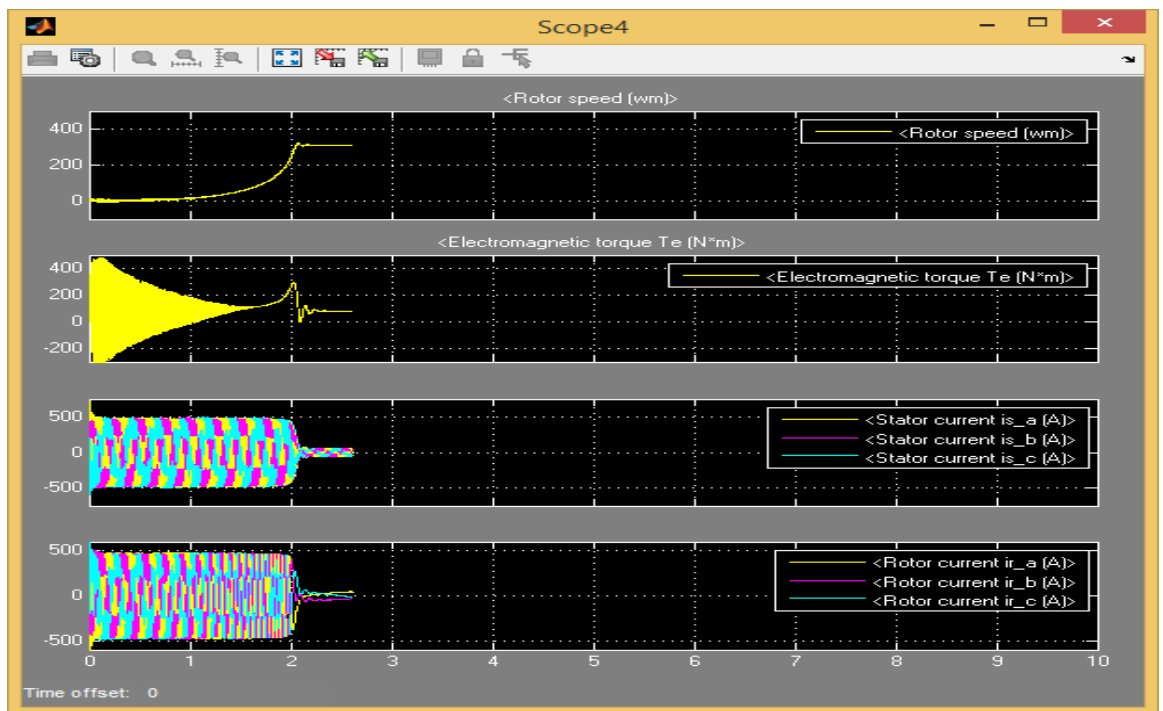 Scope4
<Rotor speed (wm)>
400
200
0
<Rotor speed (wm)>
<Electromagnetic torque Te (N*m)>
400
200
0
-200
<Electromagnetic torque Te (N*m)>
500
0
-500
<Stator current is_a (A)>
<Stator current is_b (A)>
<Stator current is_c (A)>
500
0
-500
<Rotor current ir_a (A)>
<Rotor current ir_b (A)>
<Rotor current ir_c (A)>
0 1 2 3 4 5 6 7 8 9 10
Time offset: 0